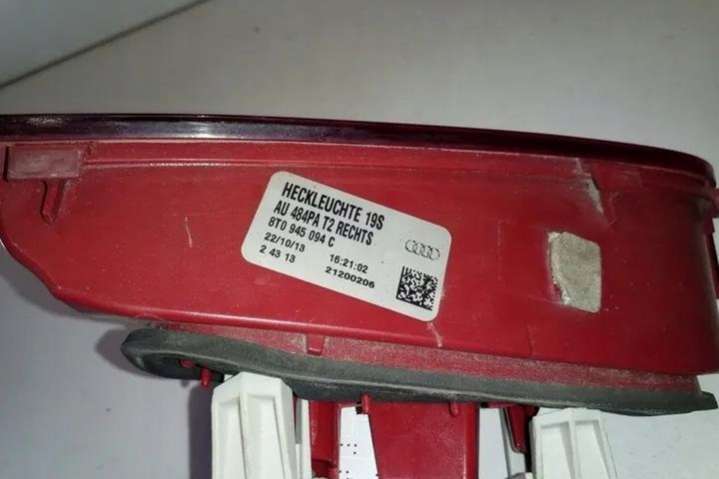 HECKLEUCHTE 19S
AU 484PA T2 RECHTS
8T0 945 094 C
22/10/13 16:21:02
2 43 13 21200206